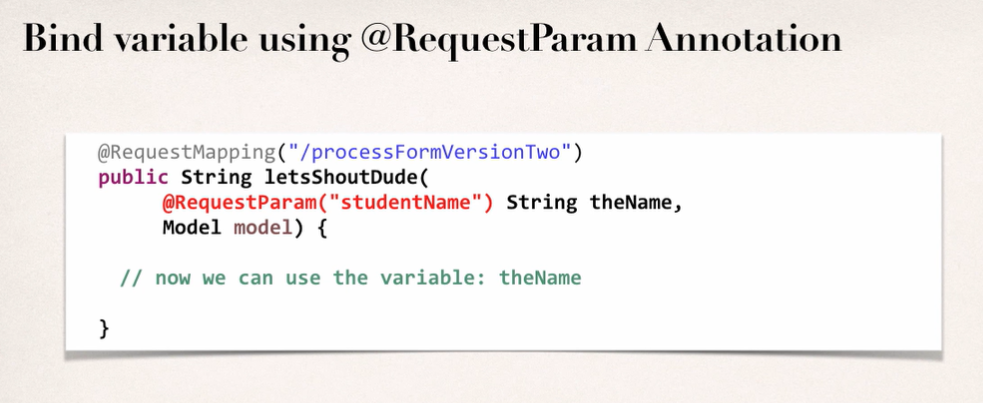 Bind variable using @RequestParam Annotation
@RequestMapping("/processFormVersionTwo")
public String letsShoutDude(
@RequestParam("studentName") String theName,
Model model) {
// now we can use the variable: theName
}